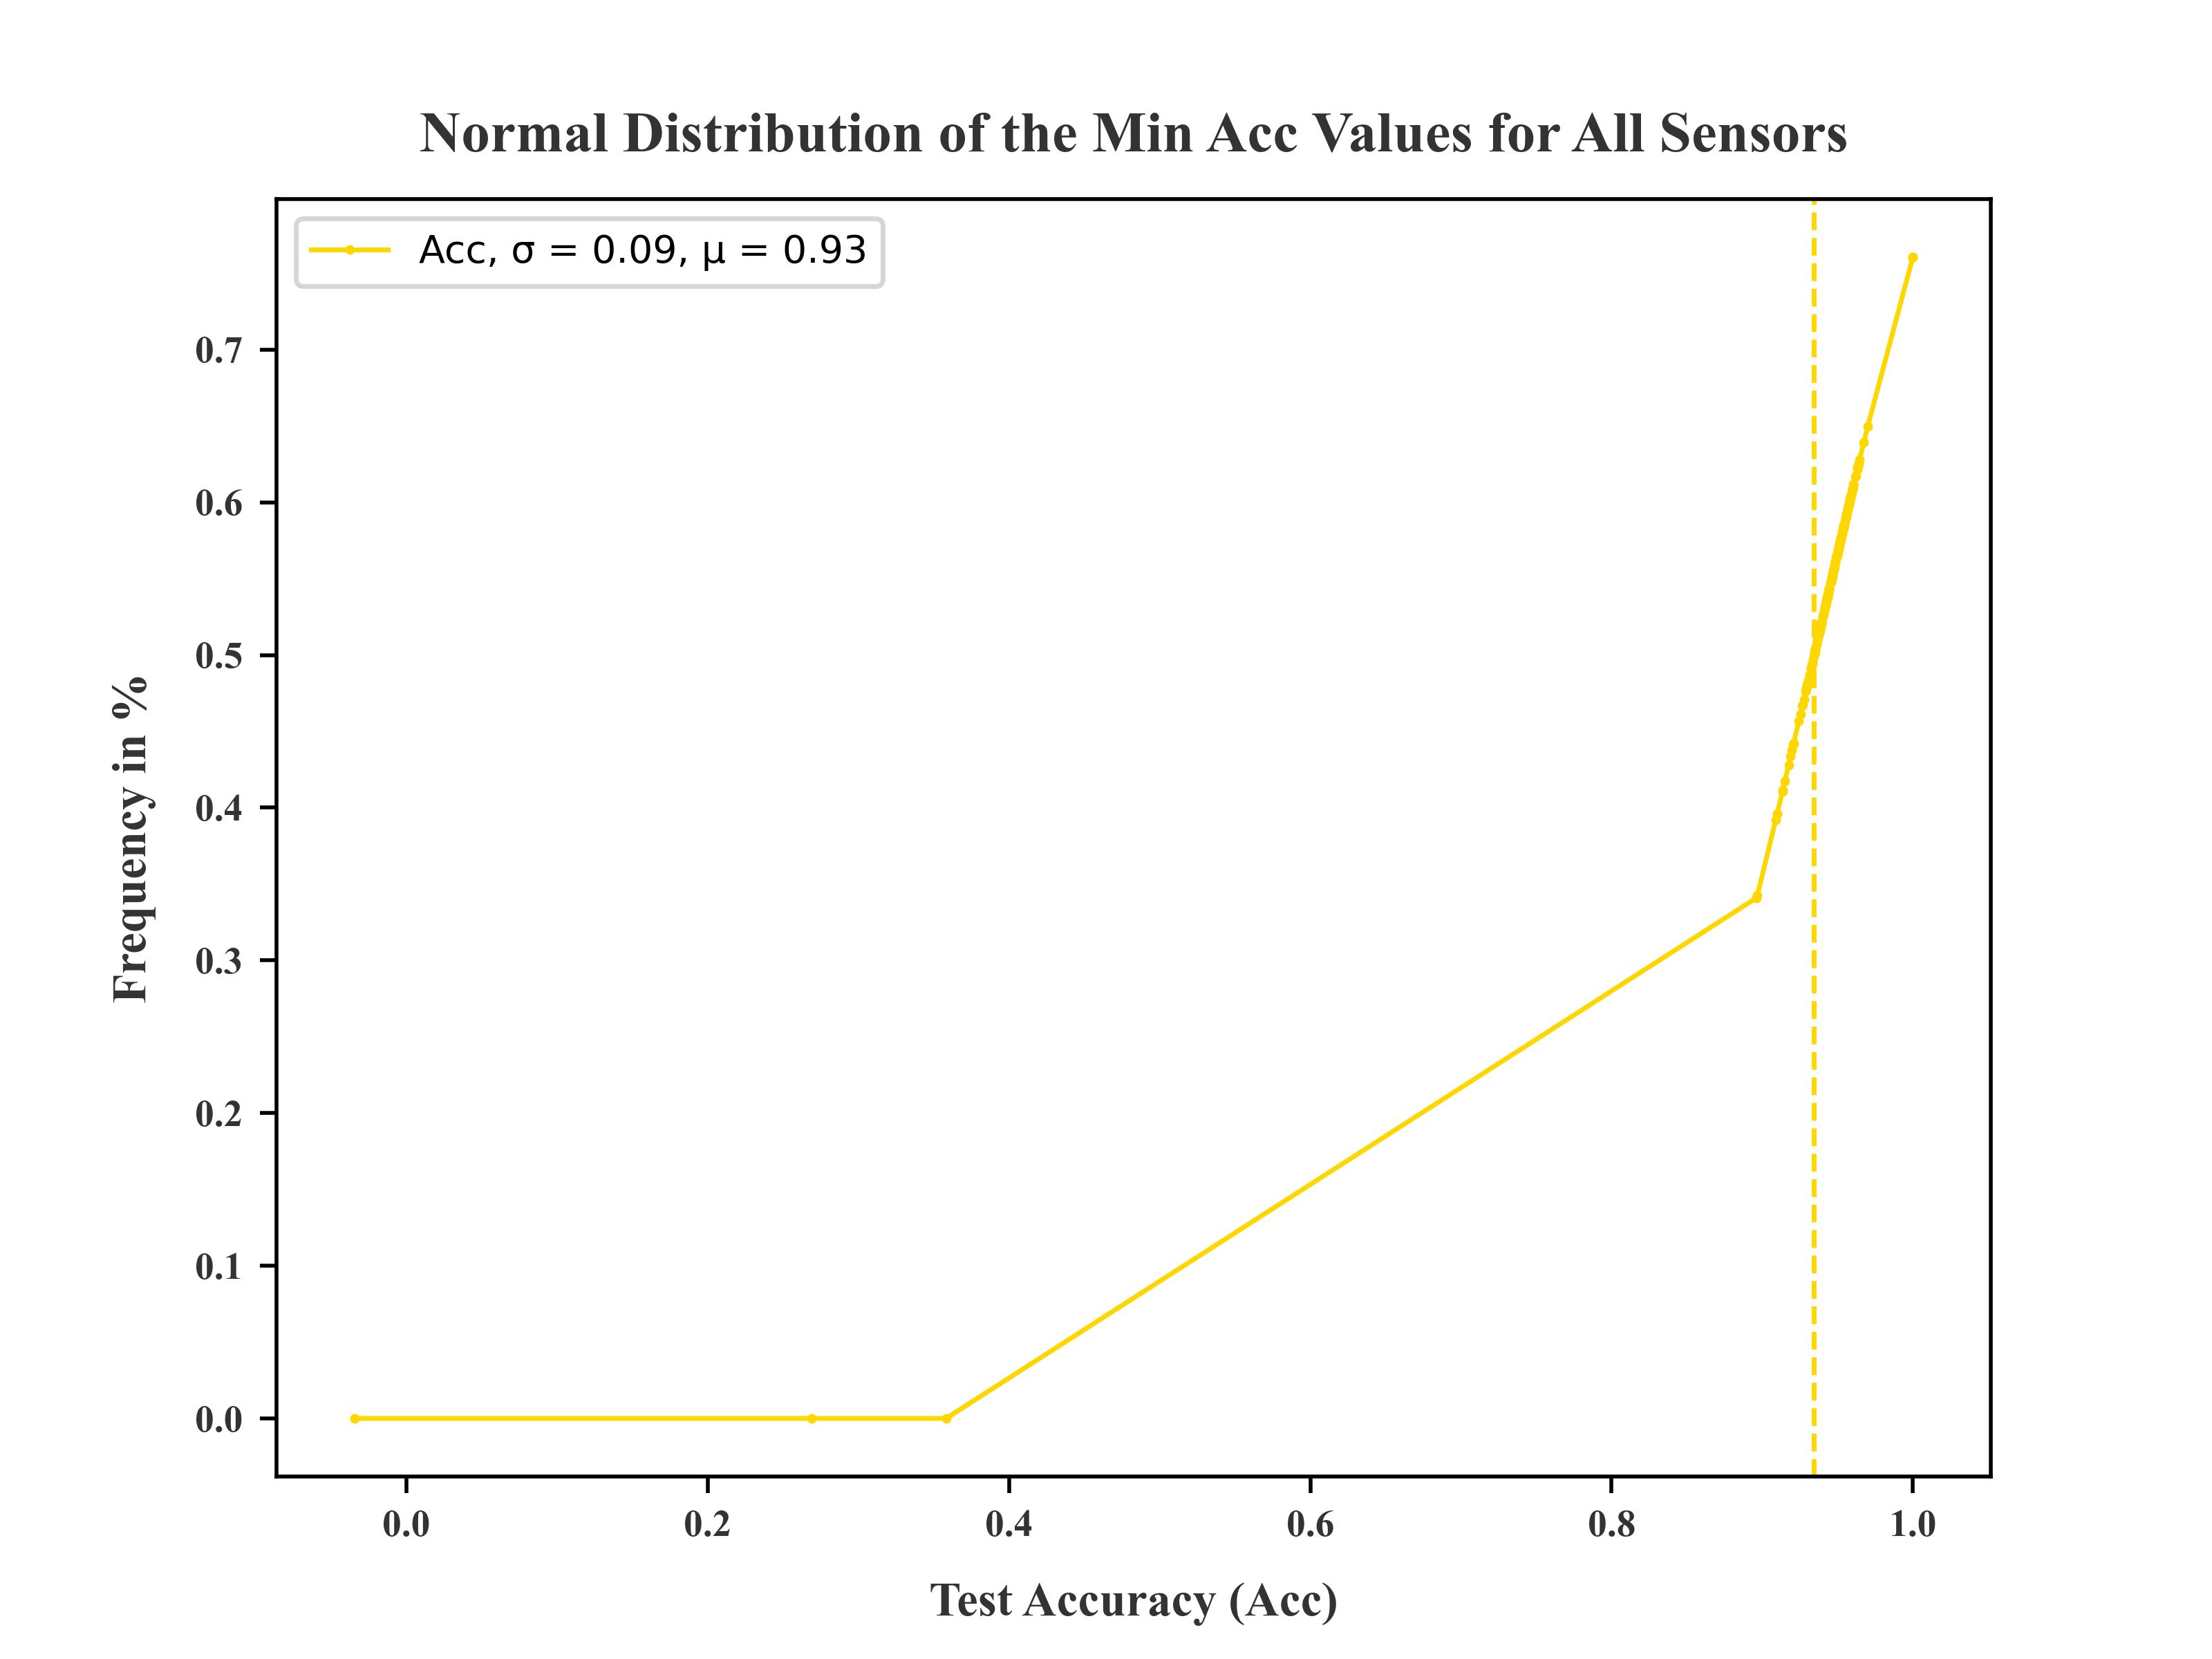 Normal Distribution of the Min Acc Values for All Sensors
Acc, σ = 0.09, μ = 0.93
0.7
0.6
0.5
0.4
0.3
0.2
0.1
0.0
Frequency in %
0.0 0.2 0.4 0.6 0.8 1.0
Test Accuracy (Acc)